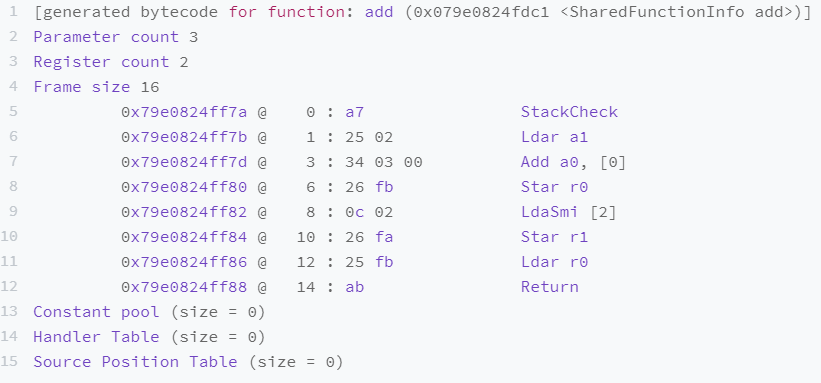 1 [generated bytecode for function: add (0x079e0824fdc1 <SharedFunctionInfo add>)]
2 Parameter count 3
3 Register count 2
4 Frame size 16
5          0x79e0824ff7a @    0 : a7                StackCheck
6          0x79e0824ff7b @    1 : 25 02             Ldar a1
7          0x79e0824ff7d @    3 : 34 03 00          Add a0, [0]
8          0x79e0824ff80 @    6 : 26 fb             Star r0
9          0x79e0824ff82 @    8 : 0c 02             LdaSmi [2]
10         0x79e0824ff84 @   10 : 26 fa             Star r1
11         0x79e0824ff86 @   12 : 25 fb             Ldar r0
12         0x79e0824ff88 @   14 : ab                Return
13 Constant pool (size = 0)
14 Handler Table (size = 0)
15 Source Position Table (size = 0)